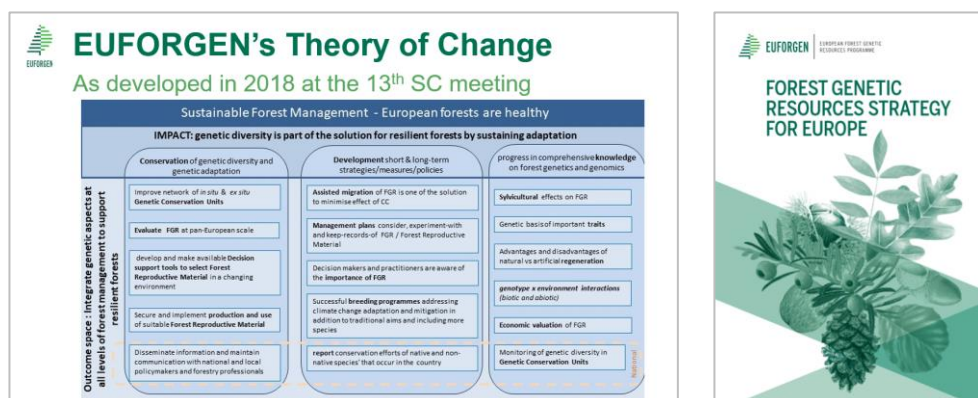 EUFORGEN
EUFORGEN's Theory of Change
As developed in 2018 at the 13th SC meeting
Sustainable Forest Management - European forests are healthy
IMPACT: genetic diversity is part of the solution for resilient forests by sustaining adaptation
Outcome space : Integrate genetic aspects at
all levels of forest management to support
resilient forests
Conservation of genetic diversity and
genetic adaptation
Improve network of in situ & ex situ
Genetic Conservation Units
Evaluate FGR at pan-European scale
develop and make available Decision
support tools to select Forest
Reproductive Material in a changing
environment
Secure and implement production and use
of suitable Forest Reproductive Material
Disseminate information and maintain
communication with national and local
policymakers and forestry professionals
Development short & long-term
strategies/measures/policies
Assisted migration of FGR is one of the solution
to minimise effect of CC
Management plans consider, experiment-with
and keep-records-of FGR / Forest Reproductive
Material
Decision makers and practitioners are aware of
the importance of FGR
Successful breeding programmes addressing
climate change adaptation and mitigation in
addition to traditional aims and including more
species
report conservation efforts of native and non-
native species' that occur in the country
progress in comprehensive knowledge
on forest genetics and genomics
Sylvicultural effects on FGR
Genetic basis of important traits
Advantages and disadvantages of
natural vs artificial regeneration
genotype x environment interactions
(biotic and abiotic)
Economic valuation of FGR
Monitoring of genetic diversity in
Genetic Conservation Units
National
EUFORGEN
EUROPEAN FOREST GENETIC
RESOURCES PROGRAMME
FOREST GENETIC
RESOURCES STRATEGY
FOR EUROPE